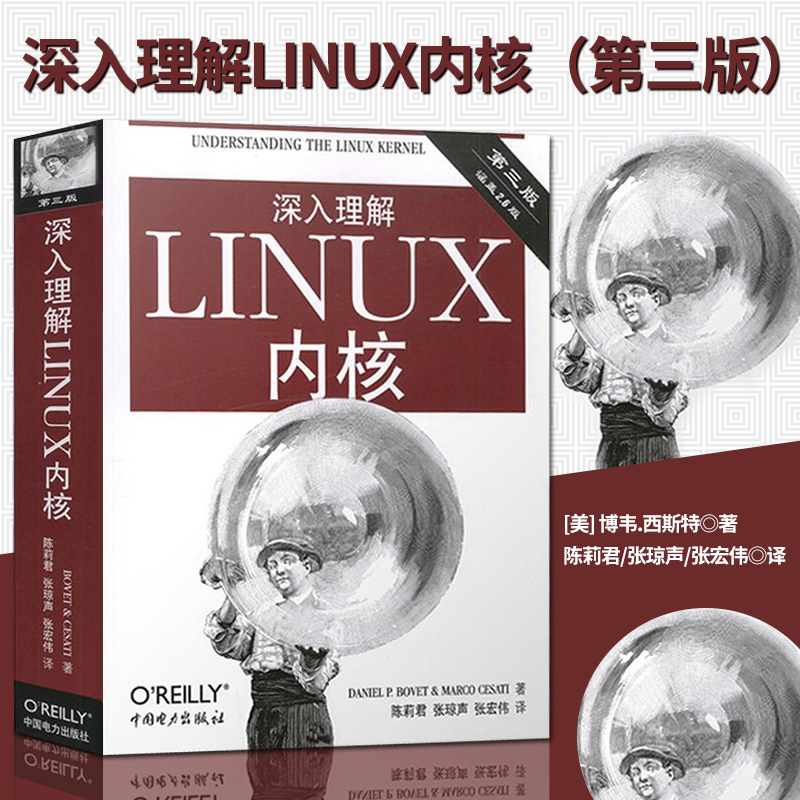 深入理解LINUX内核（第三版）
第三版
深入理解LINUX内核
陈莉君 张琼声 张宏伟 译
BOVET & CESATI 著
O'REILLY®
中国电力出版社
UNDERSTANDING THE LINUX KERNEL
第三版
涵盖2.6版
深入理解
LINUX
内核
DANIEL P. BOVET & MARCO CESATI 著
陈莉君 张琼声 张宏伟 译
O'REILLY®
中国电力出版社
[美] 博韦.西斯特◎著
陈莉君/张琼声/张宏伟◎译